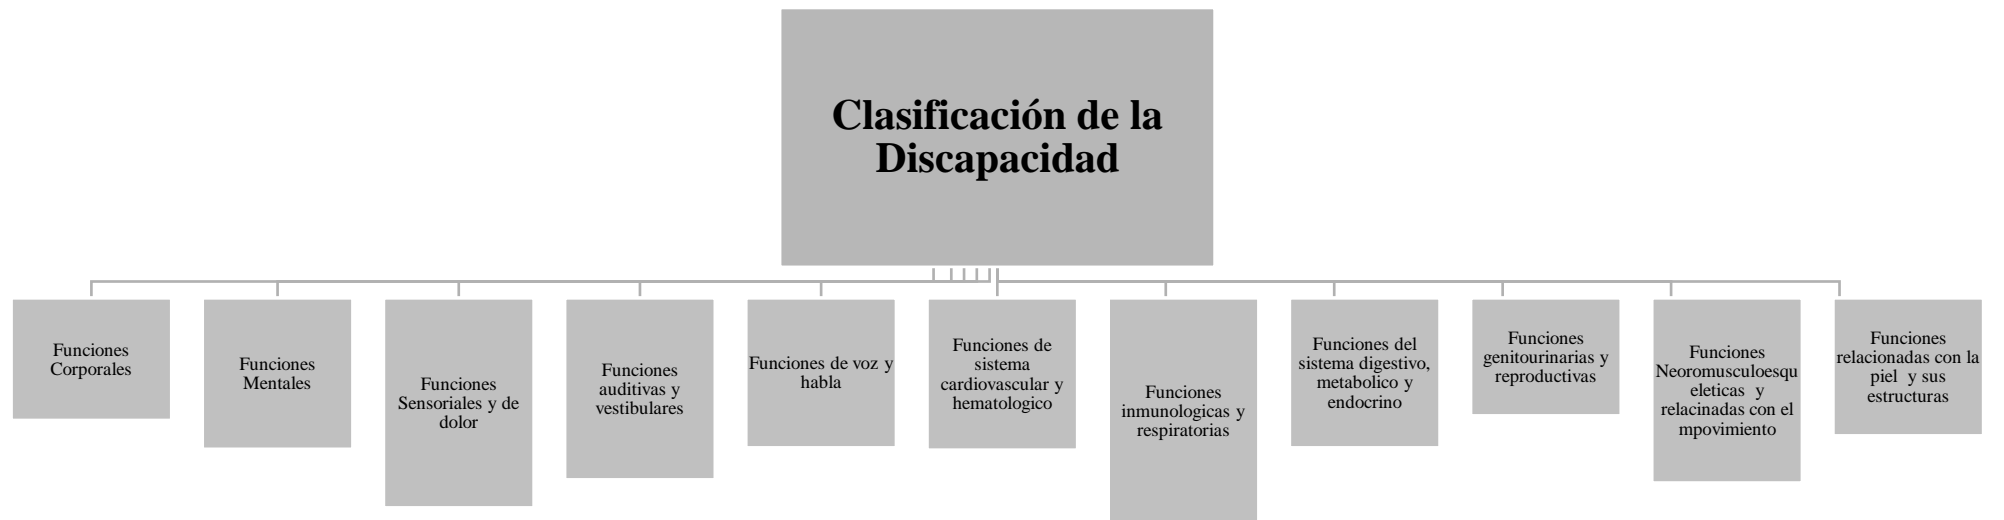 Clasificación de la
Discapacidad
Funciones
Corporales
Funciones
Mentales
Funciones
Sensoriales y de
dolor
Funciones
auditivas y
vestibulares
Funciones de voz y
habla
Funciones de
sistema
cardiovascular y
hematologico
Funciones
inmunologicas y
respiratorias
Funciones del
sistema digestivo,
metabolico y
endocrino
Funciones
genitourinarias y
reproductivas
Funciones
Neoromusculoesqu
eleticas y
relacinadas con el
mpovimiento
Funciones
relacionadas con la
piel y sus
estructuras